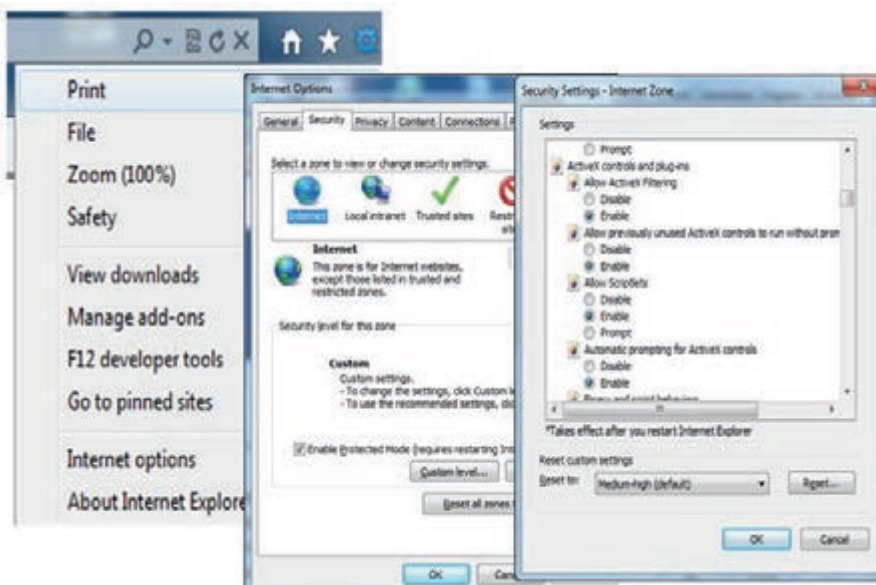 Print
File
Zoom (100%)
Safety
View downloads
Manage add-ons
F12 developer tools
Go to pinned sites
Internet options
About Internet Explore
Internet Options
General Security Privacy Content Connections
Select a zone to view or change security settings.
Internet Local intranet Trusted sites
Internet
This zone is for Internet websites,
except those listed in trusted and
restricted zones.
Security level for this zone
Custom
Custom settings.
- To change the settings, click Custom
- To use the recommended settings,
Enable Protected Mode (requires restarting
Custom level...
Reset all zones
OK
Security Settings - Internet Zone
Settings
Prompt
ActiveX controls and plug-ins
Allow ActiveX Filtering
Disable
Enable
Allow previously unused ActiveX controls to run without prom
Disable
Enable
Allow Scriptlets
Disable
Enable
Prompt
Automatic prompting for ActiveX controls
Disable
Enable
Binary and script behaviors
*Takes effect after you restart Internet Explorer
Reset custom settings
Reset to: Medium-high (default) Reset...
OK Cancel